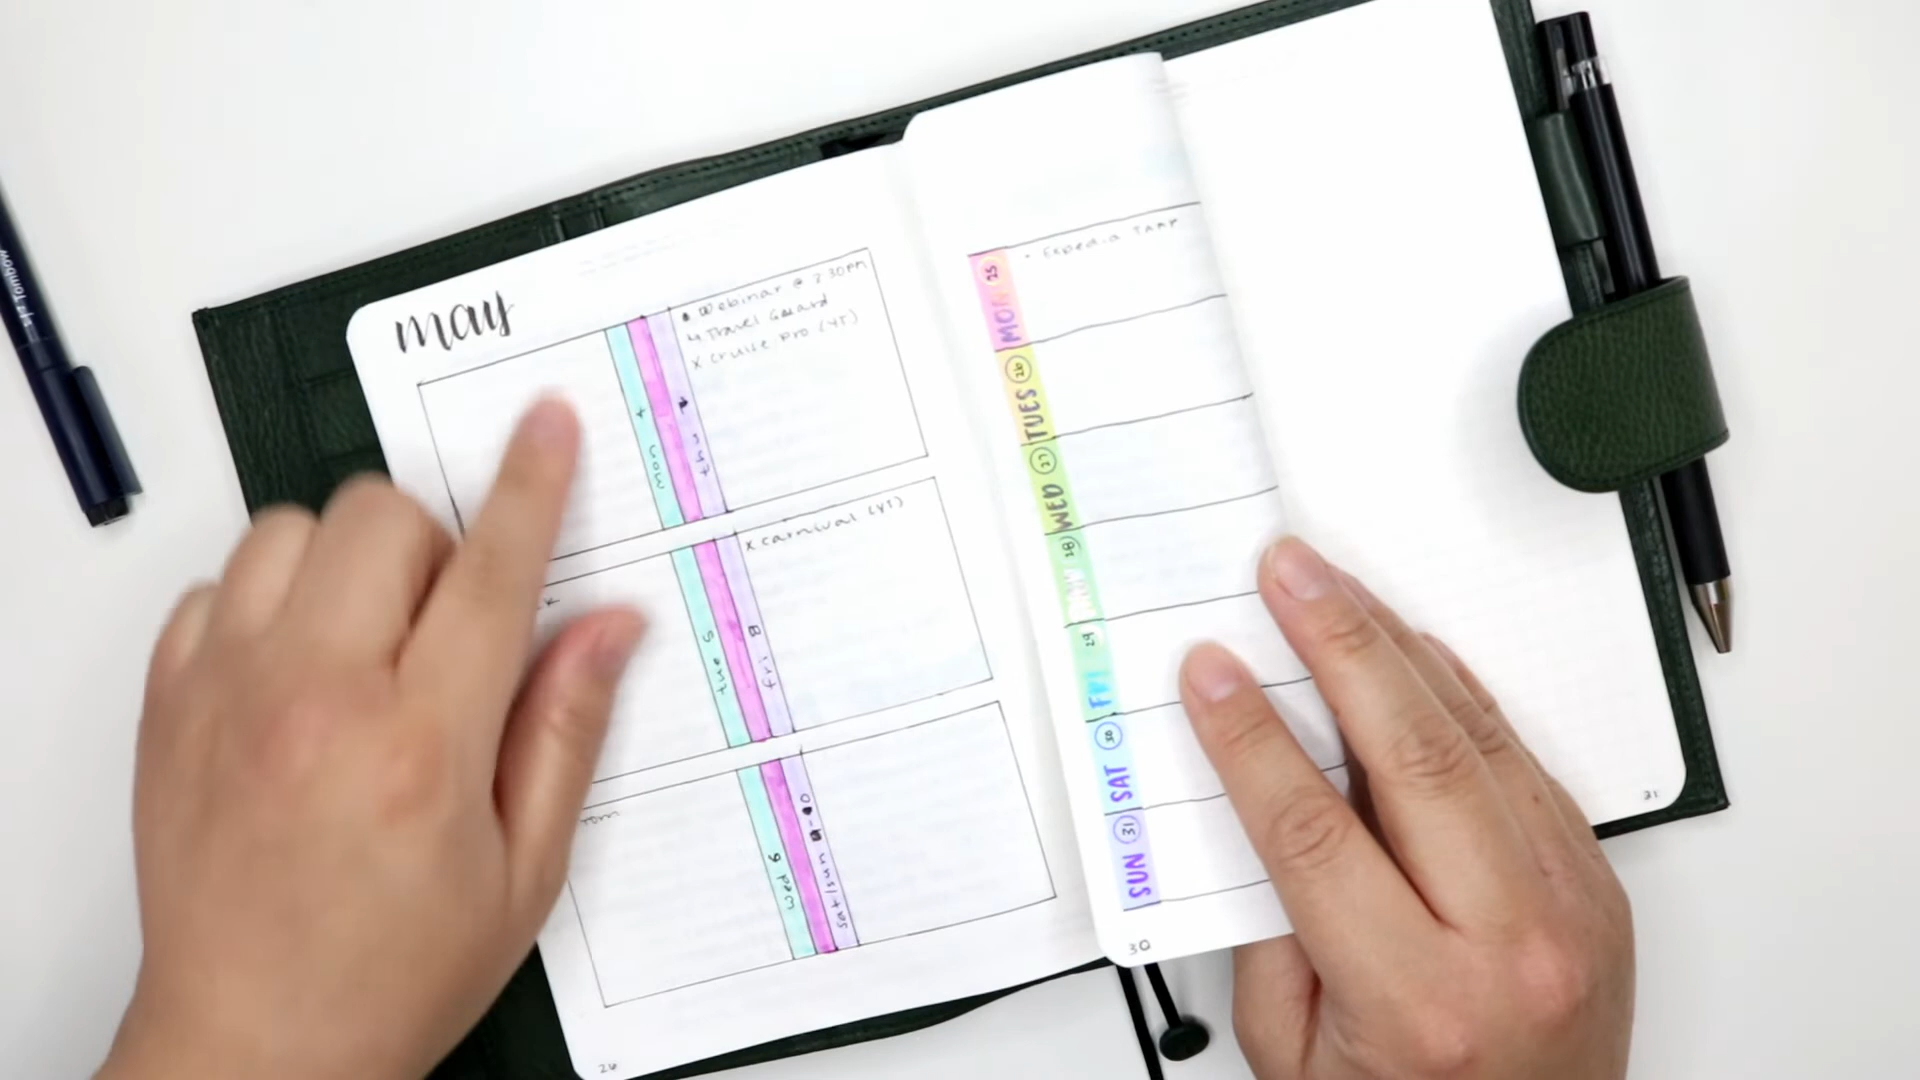 may
• Webinar @ 2:30PM
↳ Travel Guard
x cruise pro (YT)
mon 4
thu
x carnival (YT)
tue 5
fri 8
wed 6
sat/sun
26
• Expedia TAAP
MON 25
TUES 26
WED 27
28
FRI 29
SAT 30
SUN 31
30
31
Tombow